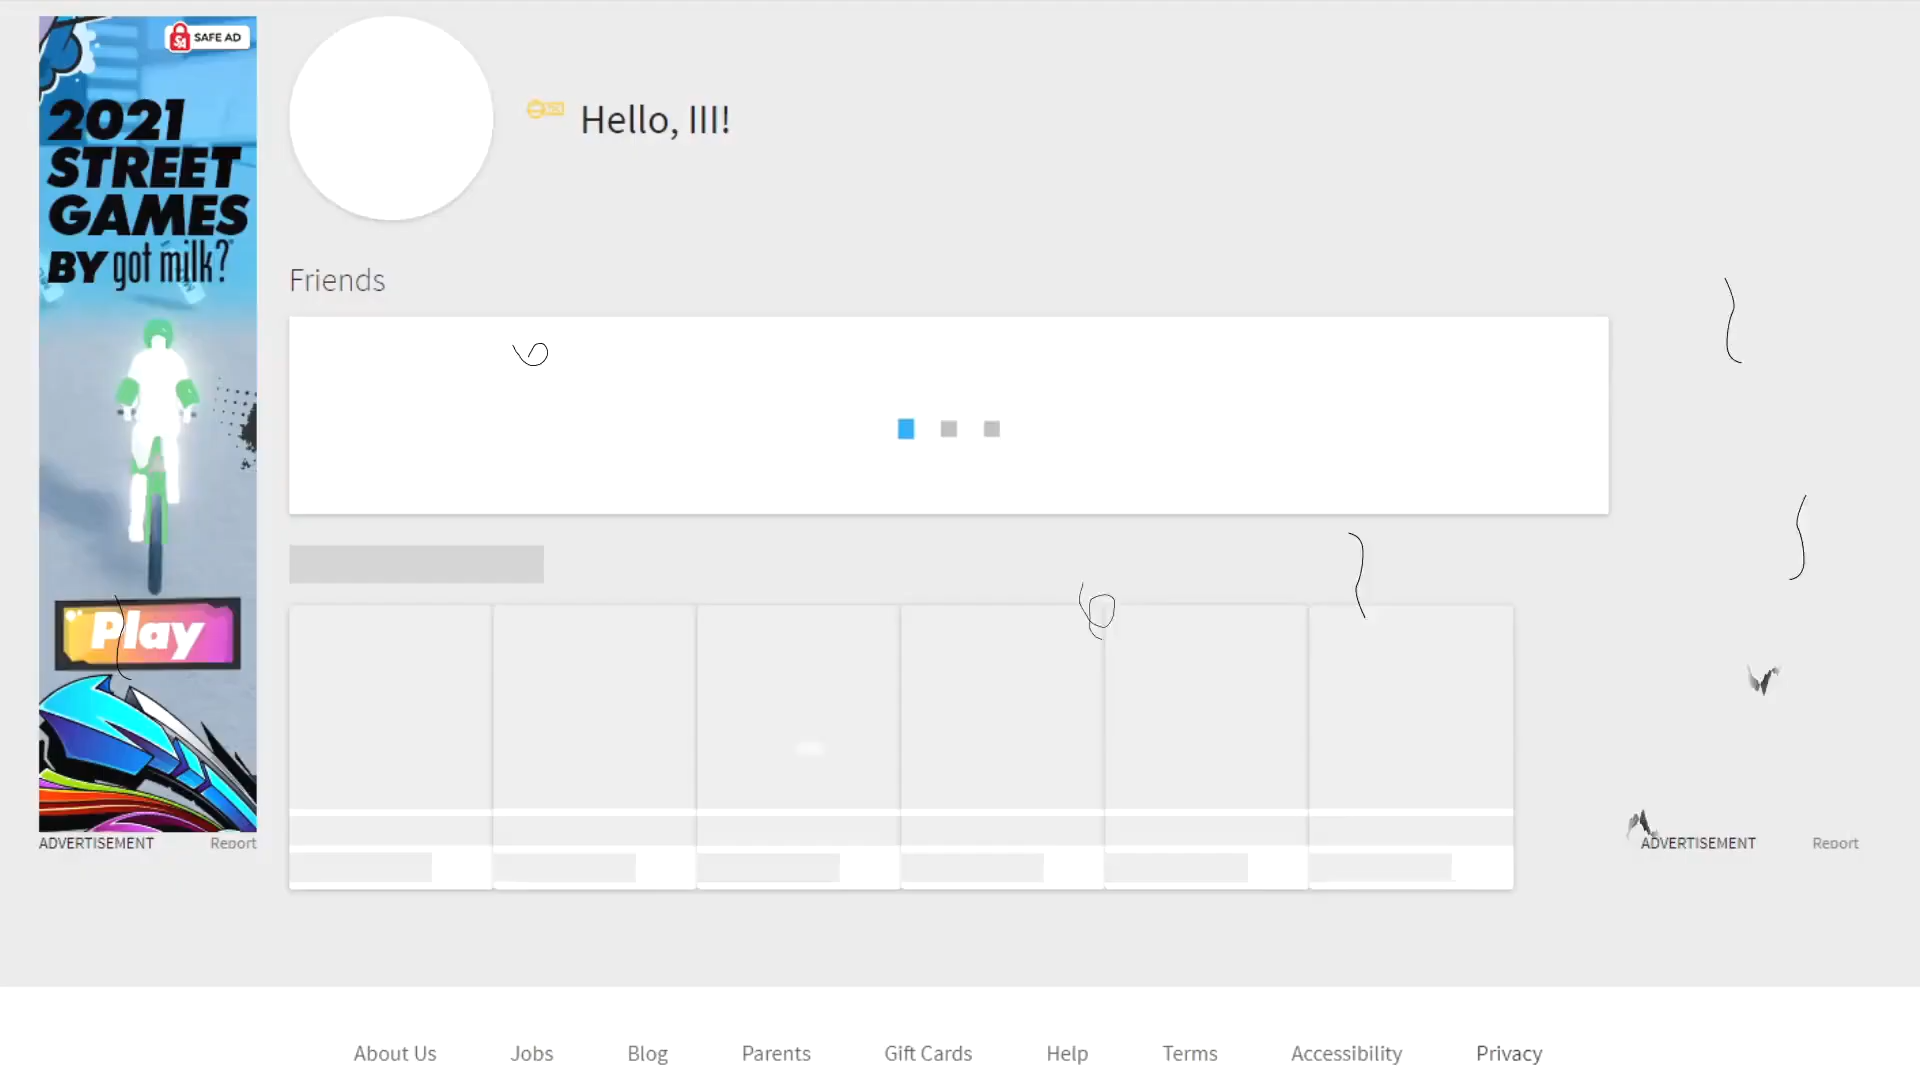 SAFE AD
2021
STREET
GAMES
BY got milk?
Hello, III!
Friends
Play
ADVERTISEMENT
Report
ADVERTISEMENT
Report
About Us
Jobs
Blog
Parents
Gift Cards
Help
Terms
Accessibility
Privacy